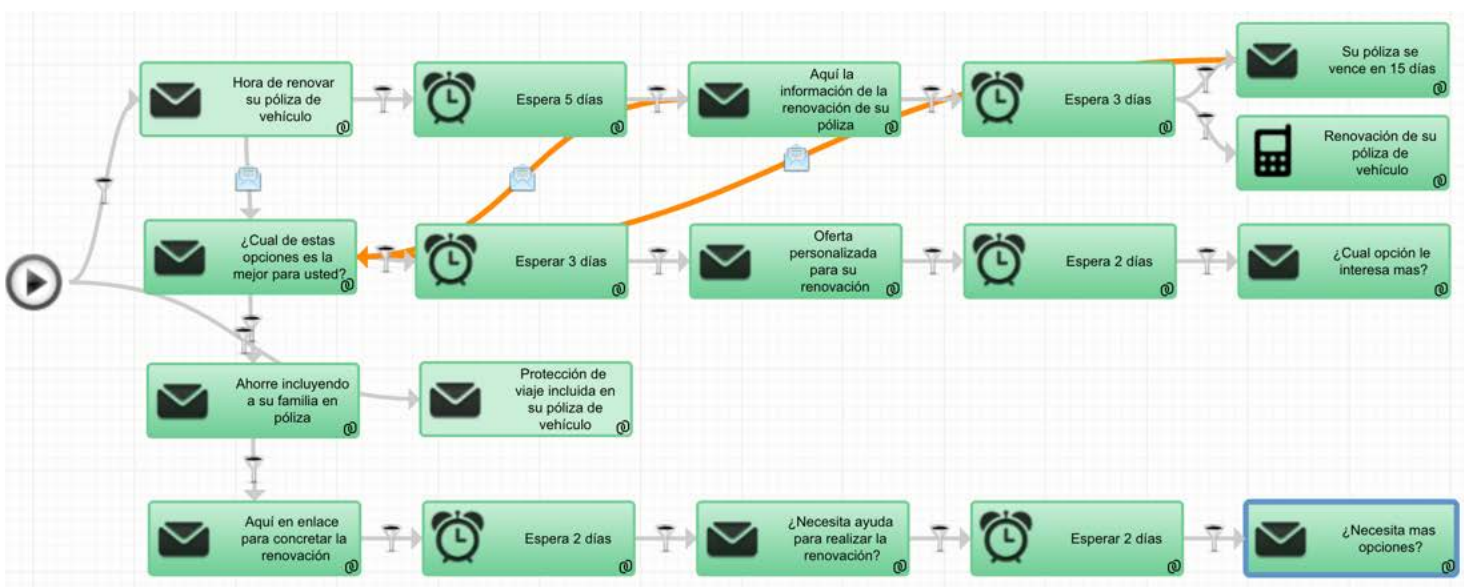 Hora de renovar
su póliza de
vehículo
Espera 5 días
Aquí la
información de la
renovación de su
póliza
Espera 3 días
Su póliza se
vence en 15 días
Renovación de su
póliza de
vehículo
¿Cual de estas
opciones es la
mejor para usted?
Esperar 3 días
Oferta
personalizada
para su
renovación
Espera 2 días
¿Cual opción le
interesa mas?
Ahorre incluyendo
a su familia en
póliza
Protección de
viaje incluida en
su póliza de
vehículo
Aquí en enlace
para concretar la
renovación
Espera 2 días
¿Necesita ayuda
para realizar la
renovación?
Esperar 2 días
¿Necesita mas
opciones?